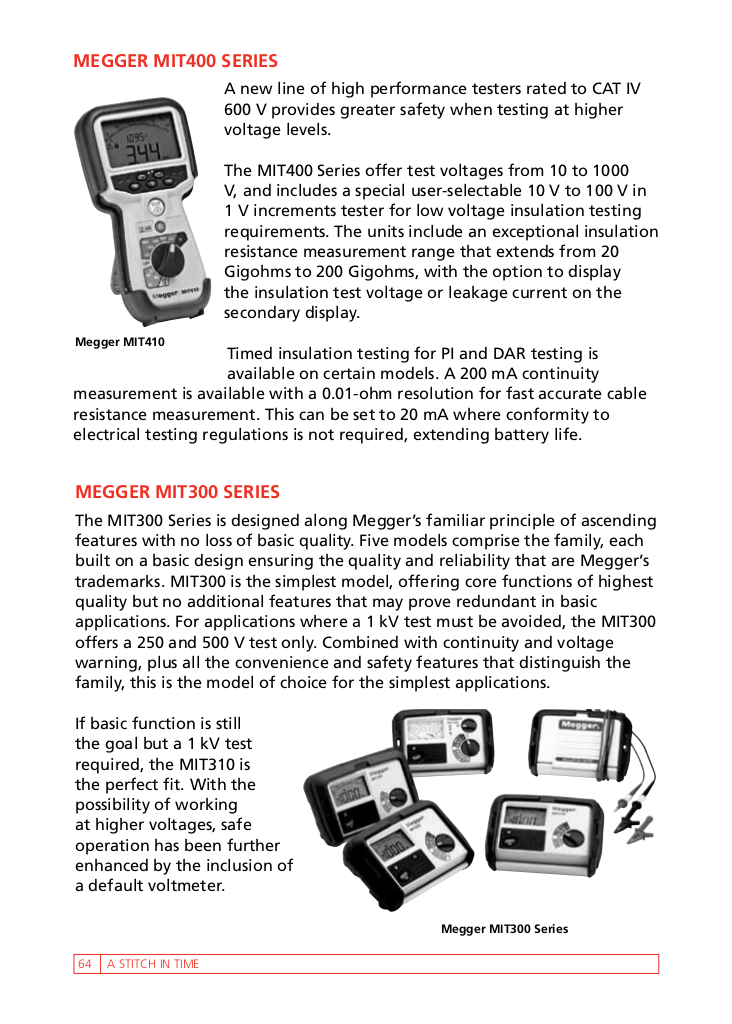 MEGGER MIT400 SERIES
A new line of high performance testers rated to CAT IV
600 V provides greater safety when testing at higher
voltage levels.
The MIT400 Series offer test voltages from 10 to 1000
V, and includes a special user-selectable 10 V to 100 V in
1 V increments tester for low voltage insulation testing
requirements. The units include an exceptional insulation
resistance measurement range that extends from 20
Gigohms to 200 Gigohms, with the option to display
the insulation test voltage or leakage current on the
secondary display.
344
Megger. MIT410
Megger MIT410
Timed insulation testing for PI and DAR testing is
available on certain models. A 200 mA continuity
measurement is available with a 0.01-ohm resolution for fast accurate cable
resistance measurement. This can be set to 20 mA where conformity to
electrical testing regulations is not required, extending battery life.
MEGGER MIT300 SERIES
The MIT300 Series is designed along Megger’s familiar principle of ascending
features with no loss of basic quality. Five models comprise the family, each
built on a basic design ensuring the quality and reliability that are Megger’s
trademarks. MIT300 is the simplest model, offering core functions of highest
quality but no additional features that may prove redundant in basic
applications. For applications where a 1 kV test must be avoided, the MIT300
offers a 250 and 500 V test only. Combined with continuity and voltage
warning, plus all the convenience and safety features that distinguish the
family, this is the model of choice for the simplest applications.
If basic function is still
the goal but a 1 kV test
required, the MIT310 is
the perfect fit. With the
possibility of working
at higher voltages, safe
operation has been further
enhanced by the inclusion of
a default voltmeter.
Megger.
Megger
Megger
Megger MIT300 Series
64 A STITCH IN TIME